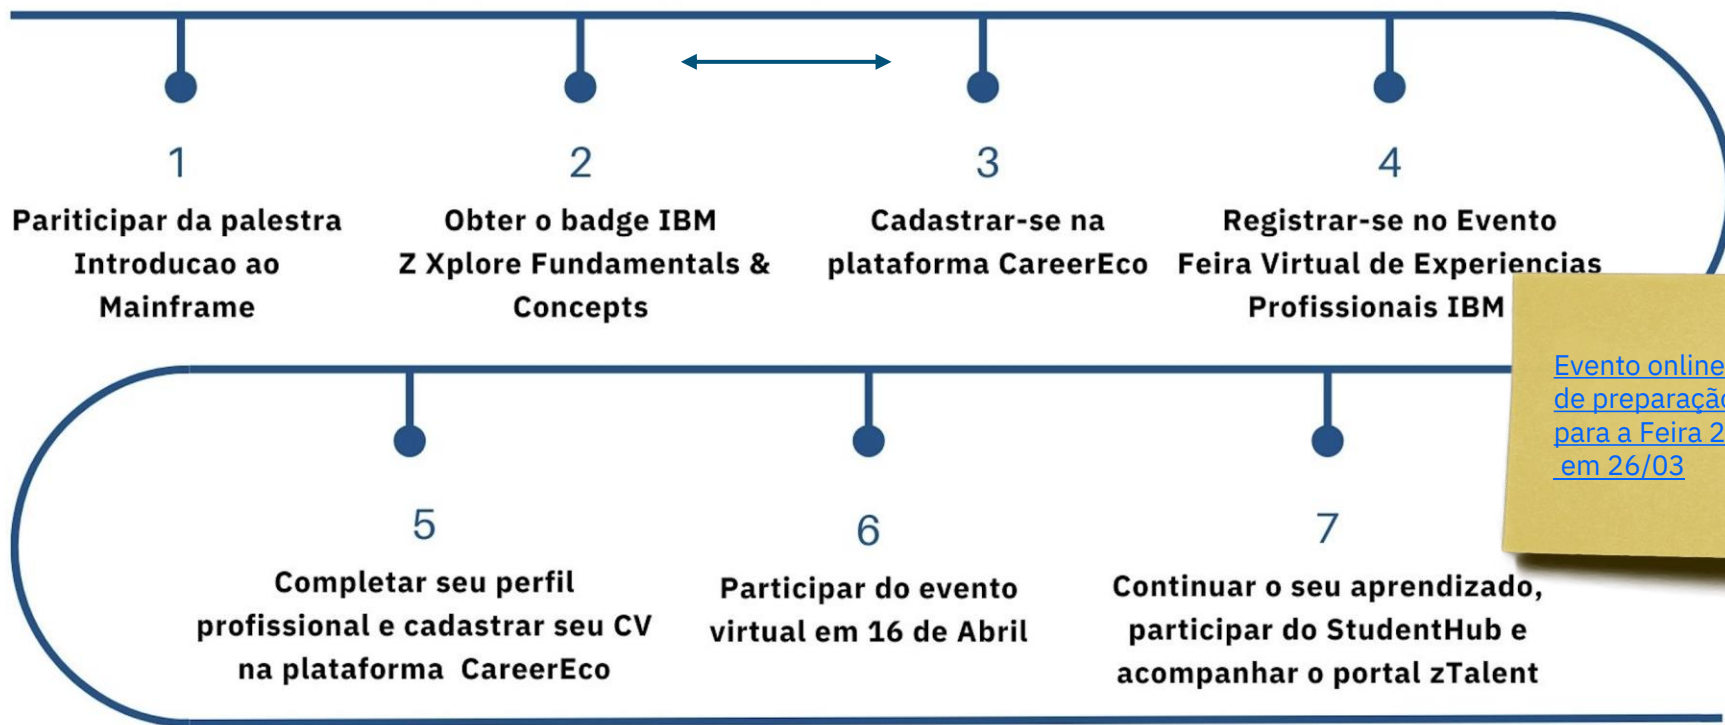 1
Pariticipar da palestra
Introducao ao
Mainframe
2
Obter o badge IBM
Z Xplore Fundamentals &
Concepts
3
Cadastrar-se na
plataforma CareerEco
4
Registrar-se no Evento
Feira Virtual de Experiencias
Profissionais IBM
Evento online
de preparação
para a Feira 2
em 26/03
5
Completar seu perfil
profissional e cadastrar seu CV
na plataforma CareerEco
6
Participar do evento
virtual em 16 de Abril
7
Continuar o seu aprendizado,
participar do StudentHub e
acompanhar o portal zTalent